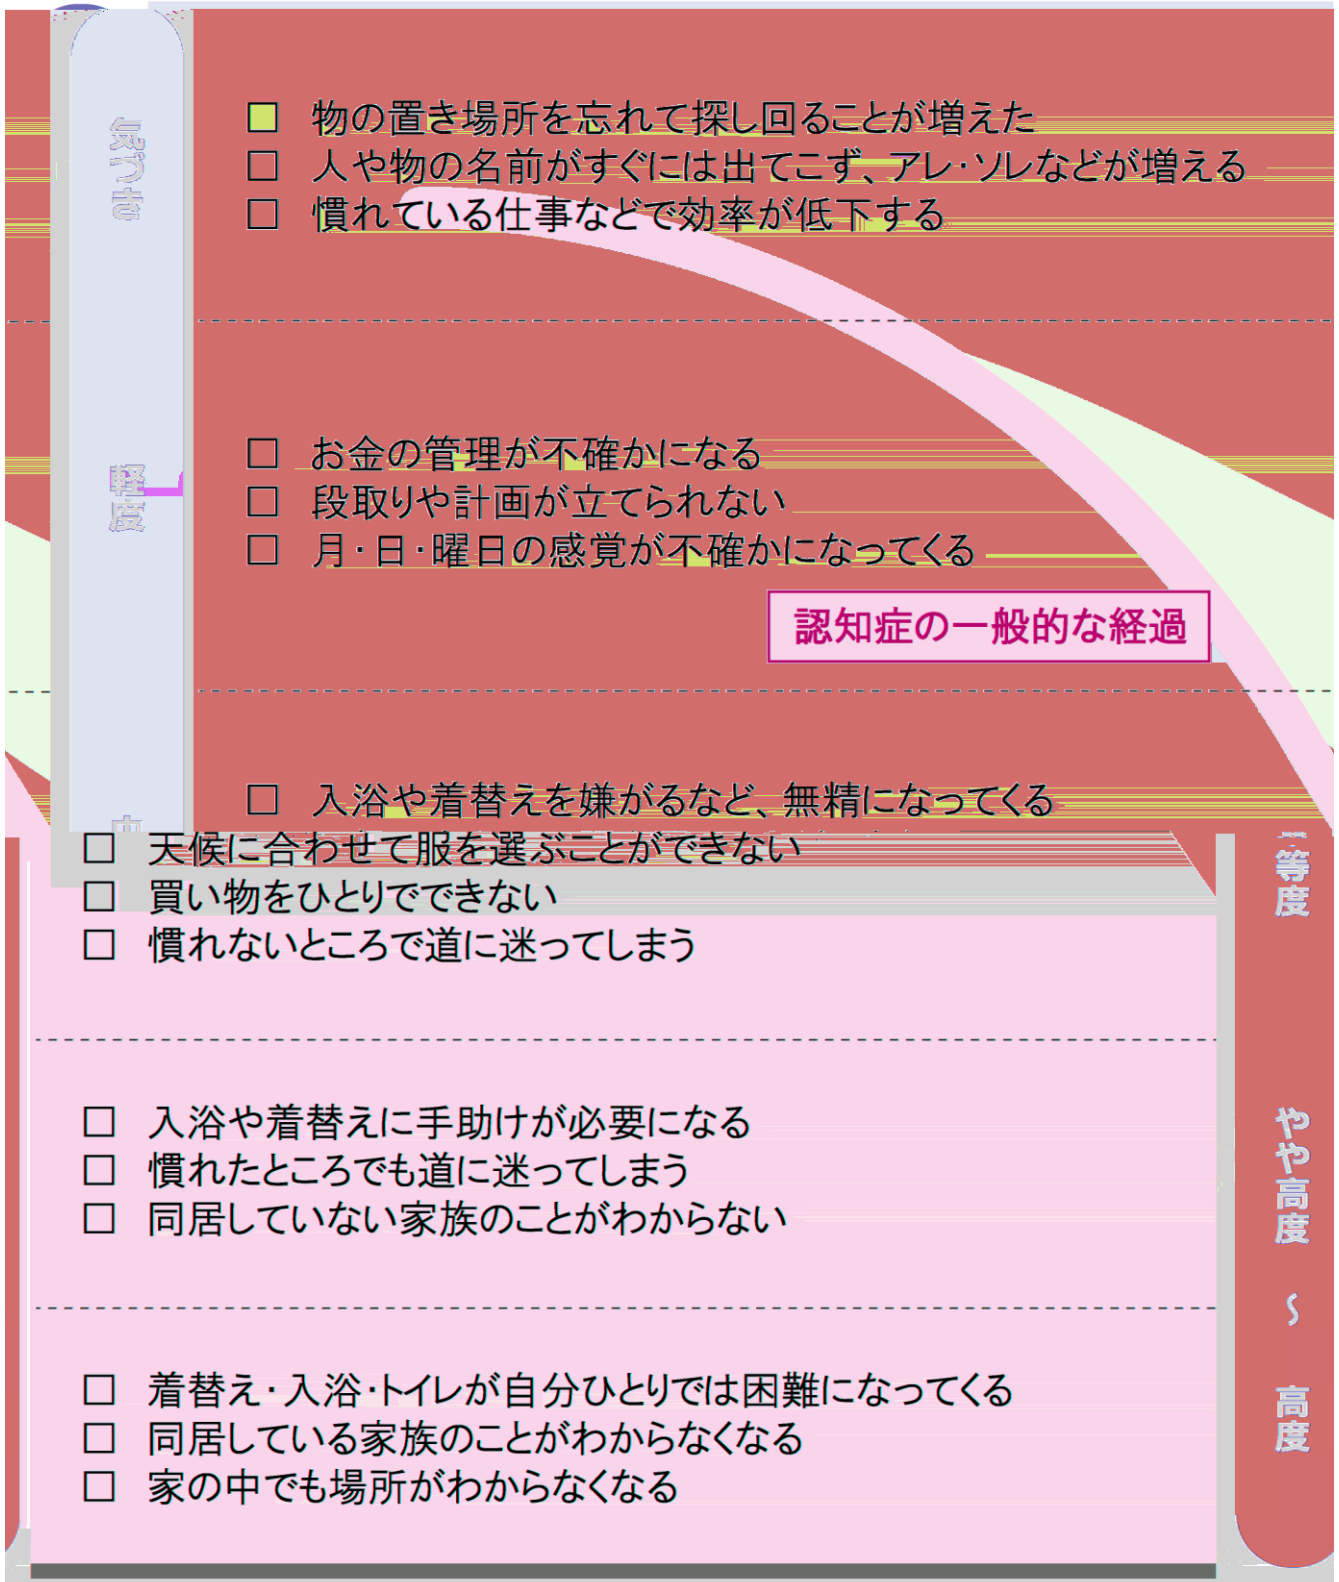 気づき
□ 物の置き場所を忘れて探し回ることが増えた
□ 人や物の名前がすぐには出てこず、アレ・ソレなどが増える
□ 慣れている仕事などで効率が低下する
軽度
□ お金の管理が不確かになる
□ 段取りや計画が立てられない
□ 月・日・曜日の感覚が不確かになってくる
認知症の一般的な経過
□ 入浴や着替えを嫌がるなど、無精になってくる
□ 天候に合わせて服を選ぶことができない
□ 買い物をひとりでできない
□ 慣れないところで道に迷ってしまう
等度
□ 入浴や着替えに手助けが必要になる
□ 慣れたところでも道に迷ってしまう
□ 同居していない家族のことがわからない
やや高度
~
高度
□ 着替え・入浴・トイレが自分ひとりでは困難になってくる
□ 同居している家族のことがわからなくなる
□ 家の中でも場所がわからなくなる